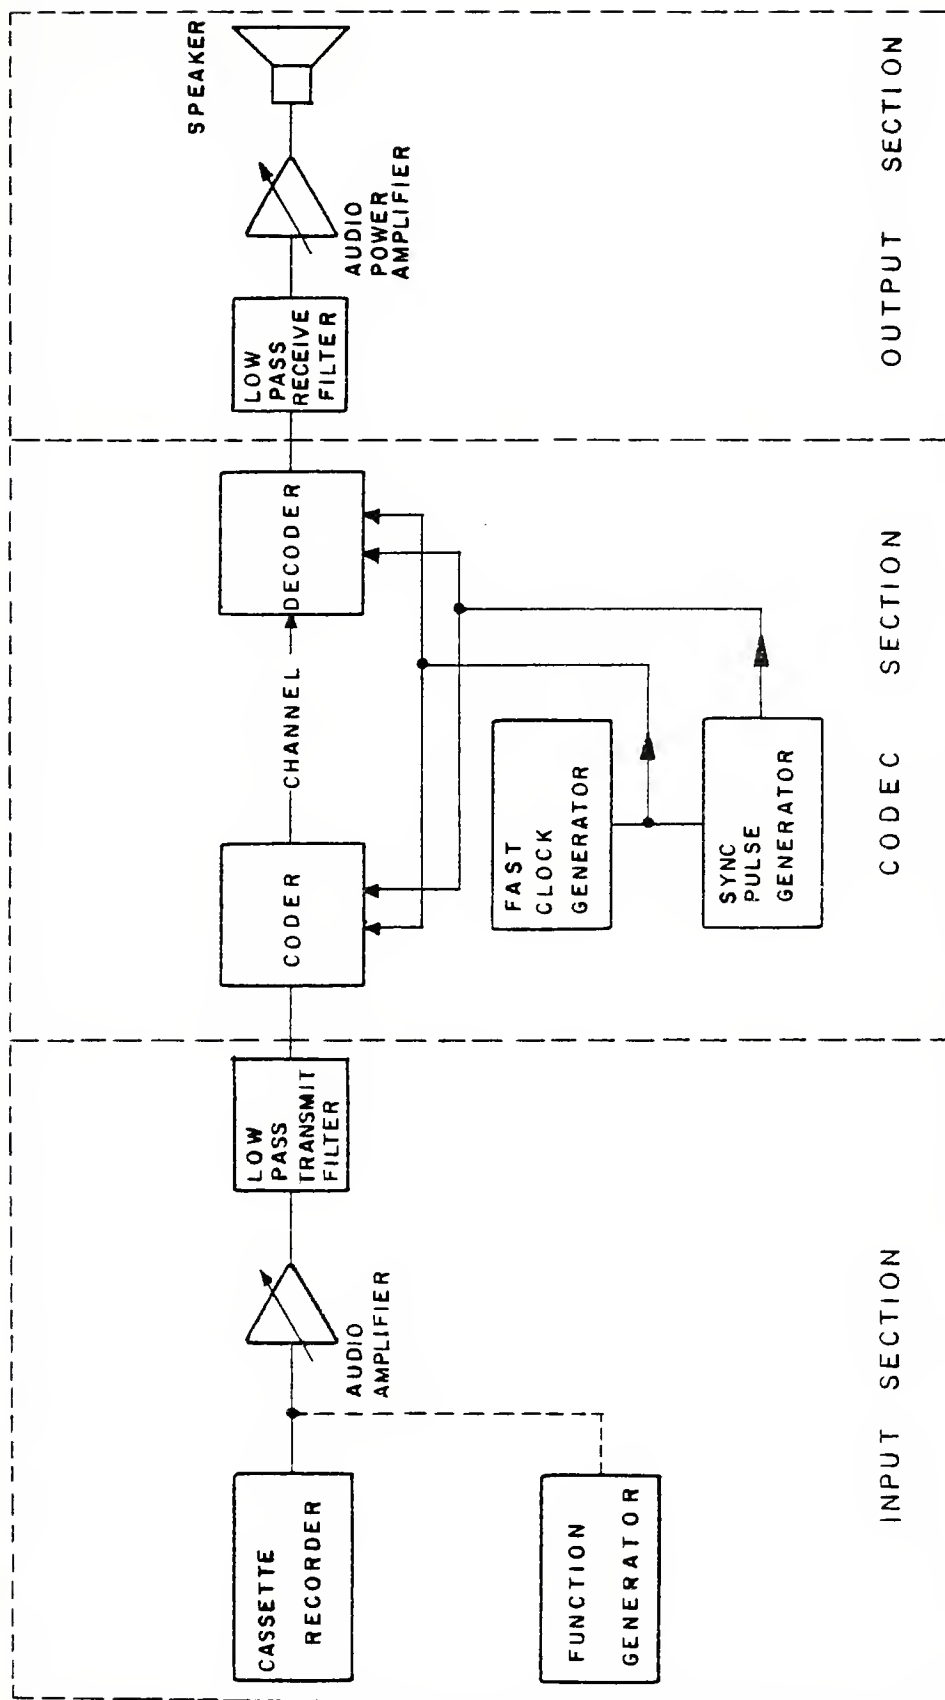 CASSETTE
RECORDER
FUNCTION
GENERATOR
AUDIO
AMPLIFIER
LOW
PASS
TRANSMIT
FILTER
INPUT SECTION
CODER
CHANNEL
DECODER
FAST
CLOCK
GENERATOR
SYNC
PULSE
GENERATOR
CODEC SECTION
LOW
PASS
RECEIVE
FILTER
AUDIO
POWER
AMPLIFIER
SPEAKER
OUTPUT SECTION